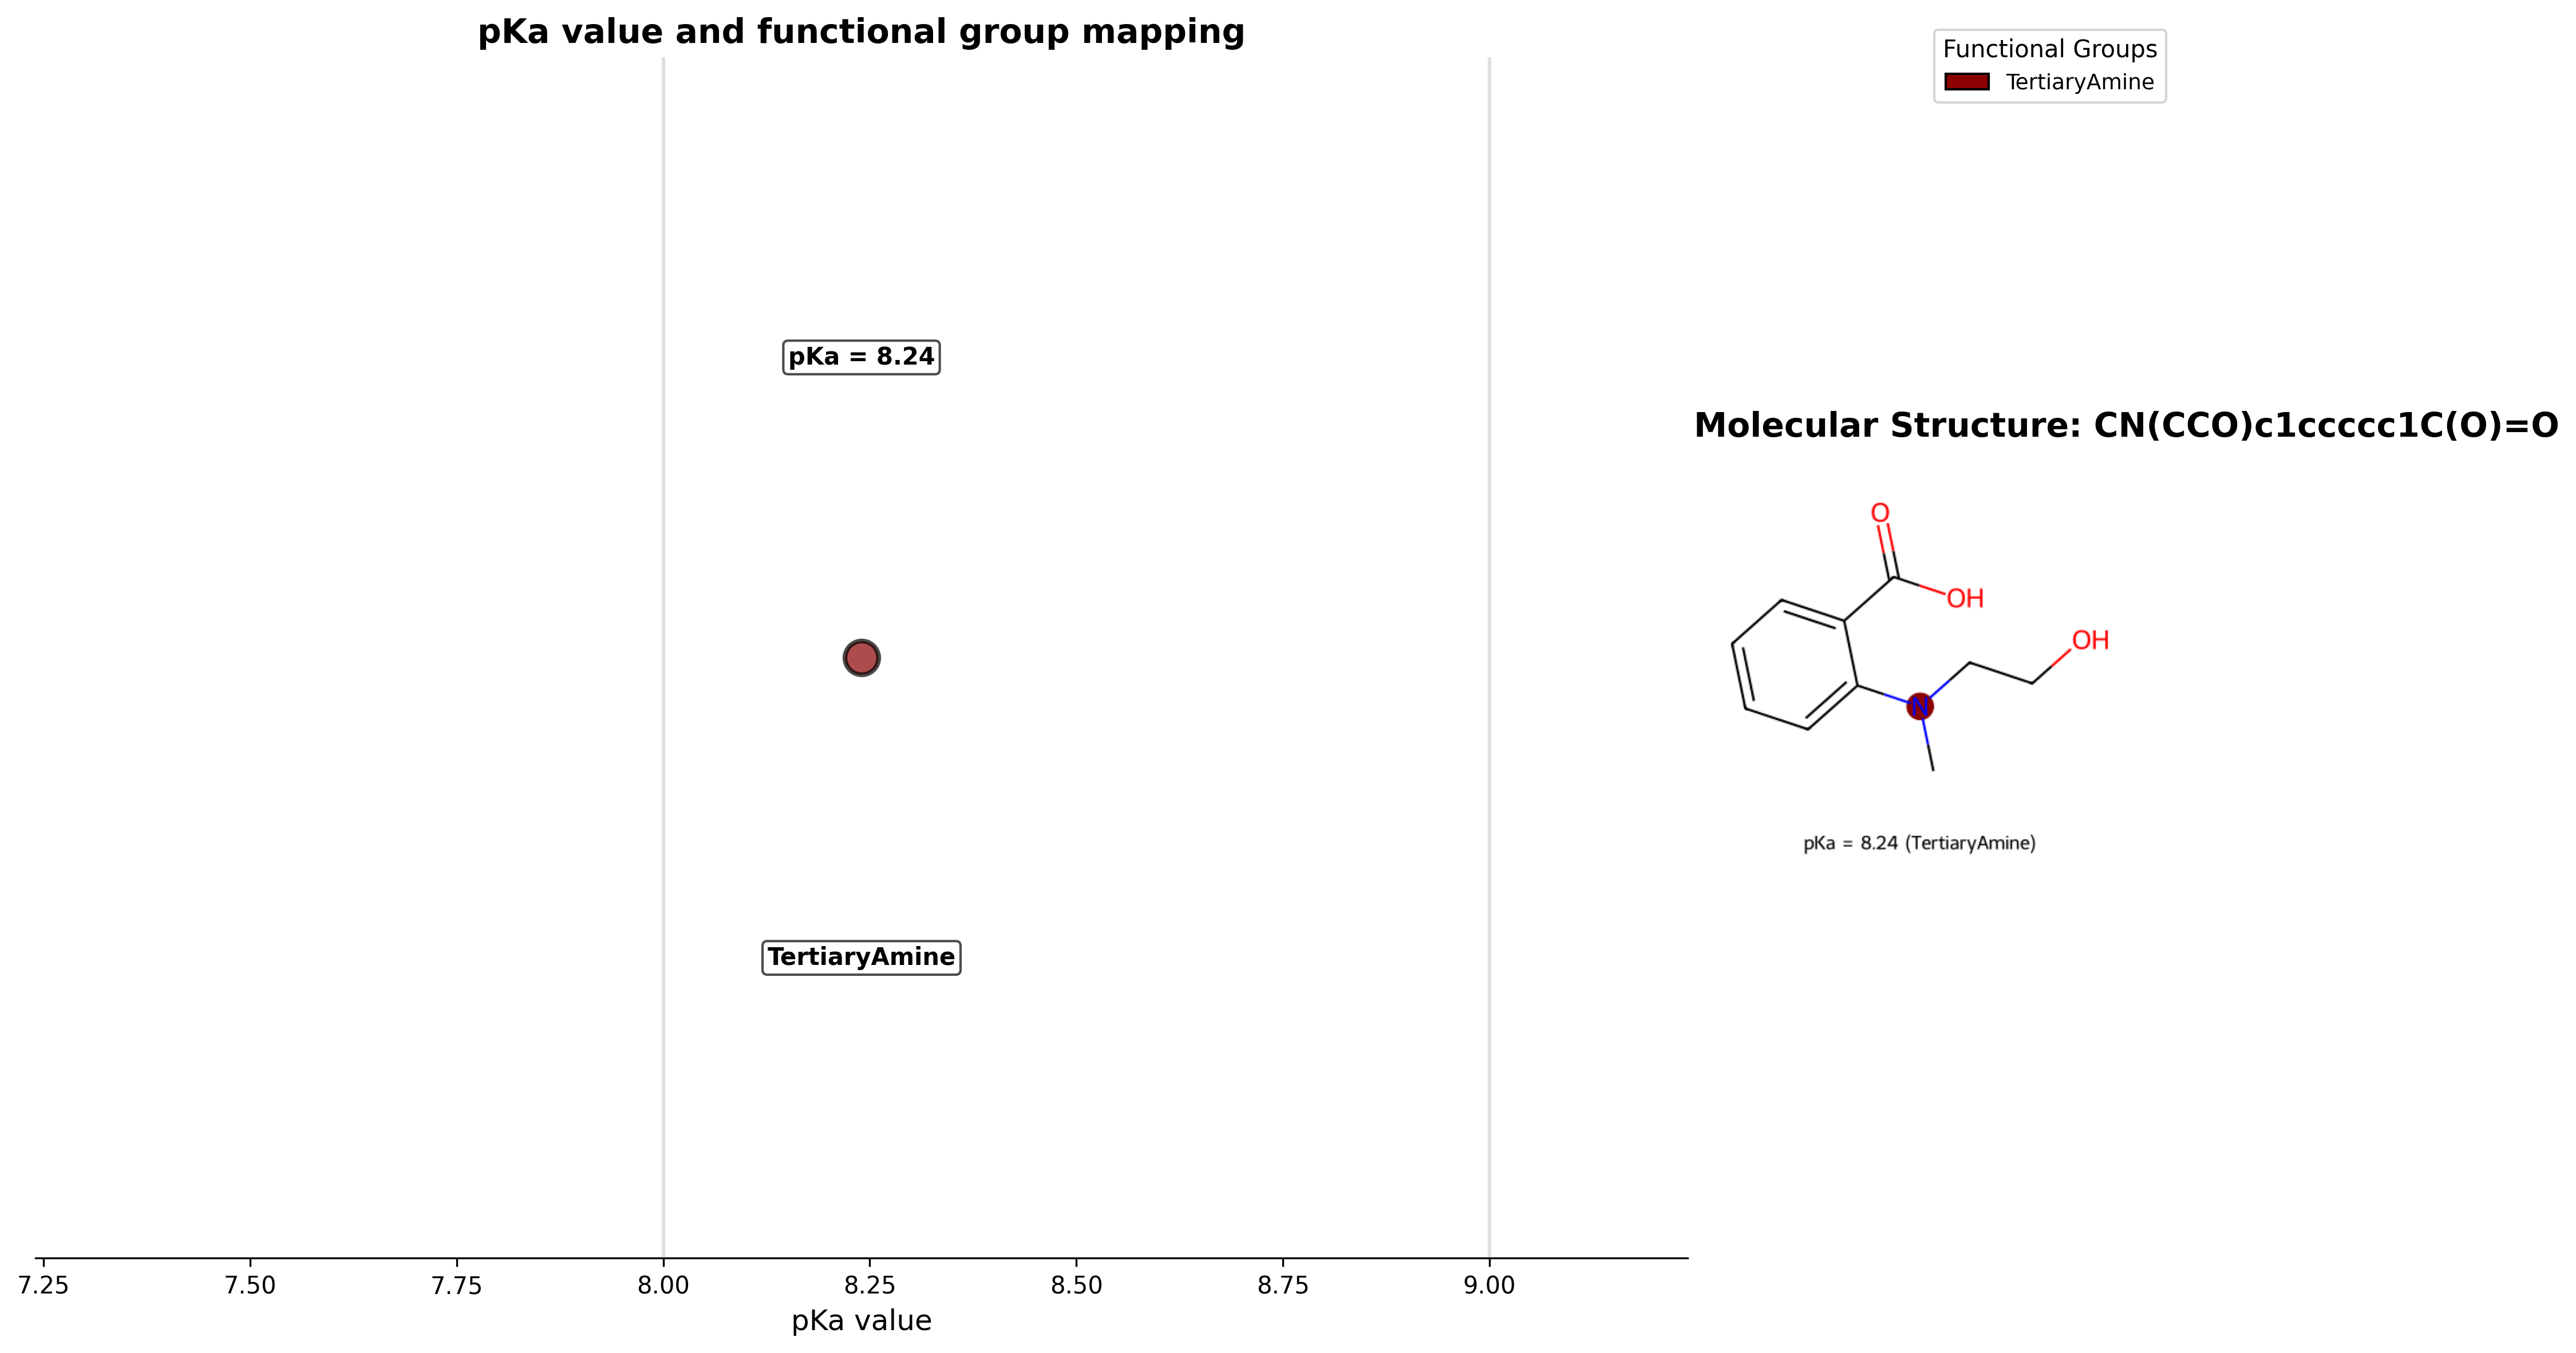 pKa value and functional group mapping
Functional Groups
TertiaryAmine
pKa = 8.24
Molecular Structure: CN(CCO)c1ccccc1C(O)=O
O
OH
OH
N
pKa = 8.24 (TertiaryAmine)
TertiaryAmine
7.25 7.50 7.75 8.00 8.25 8.50 8.75 9.00
pKa value